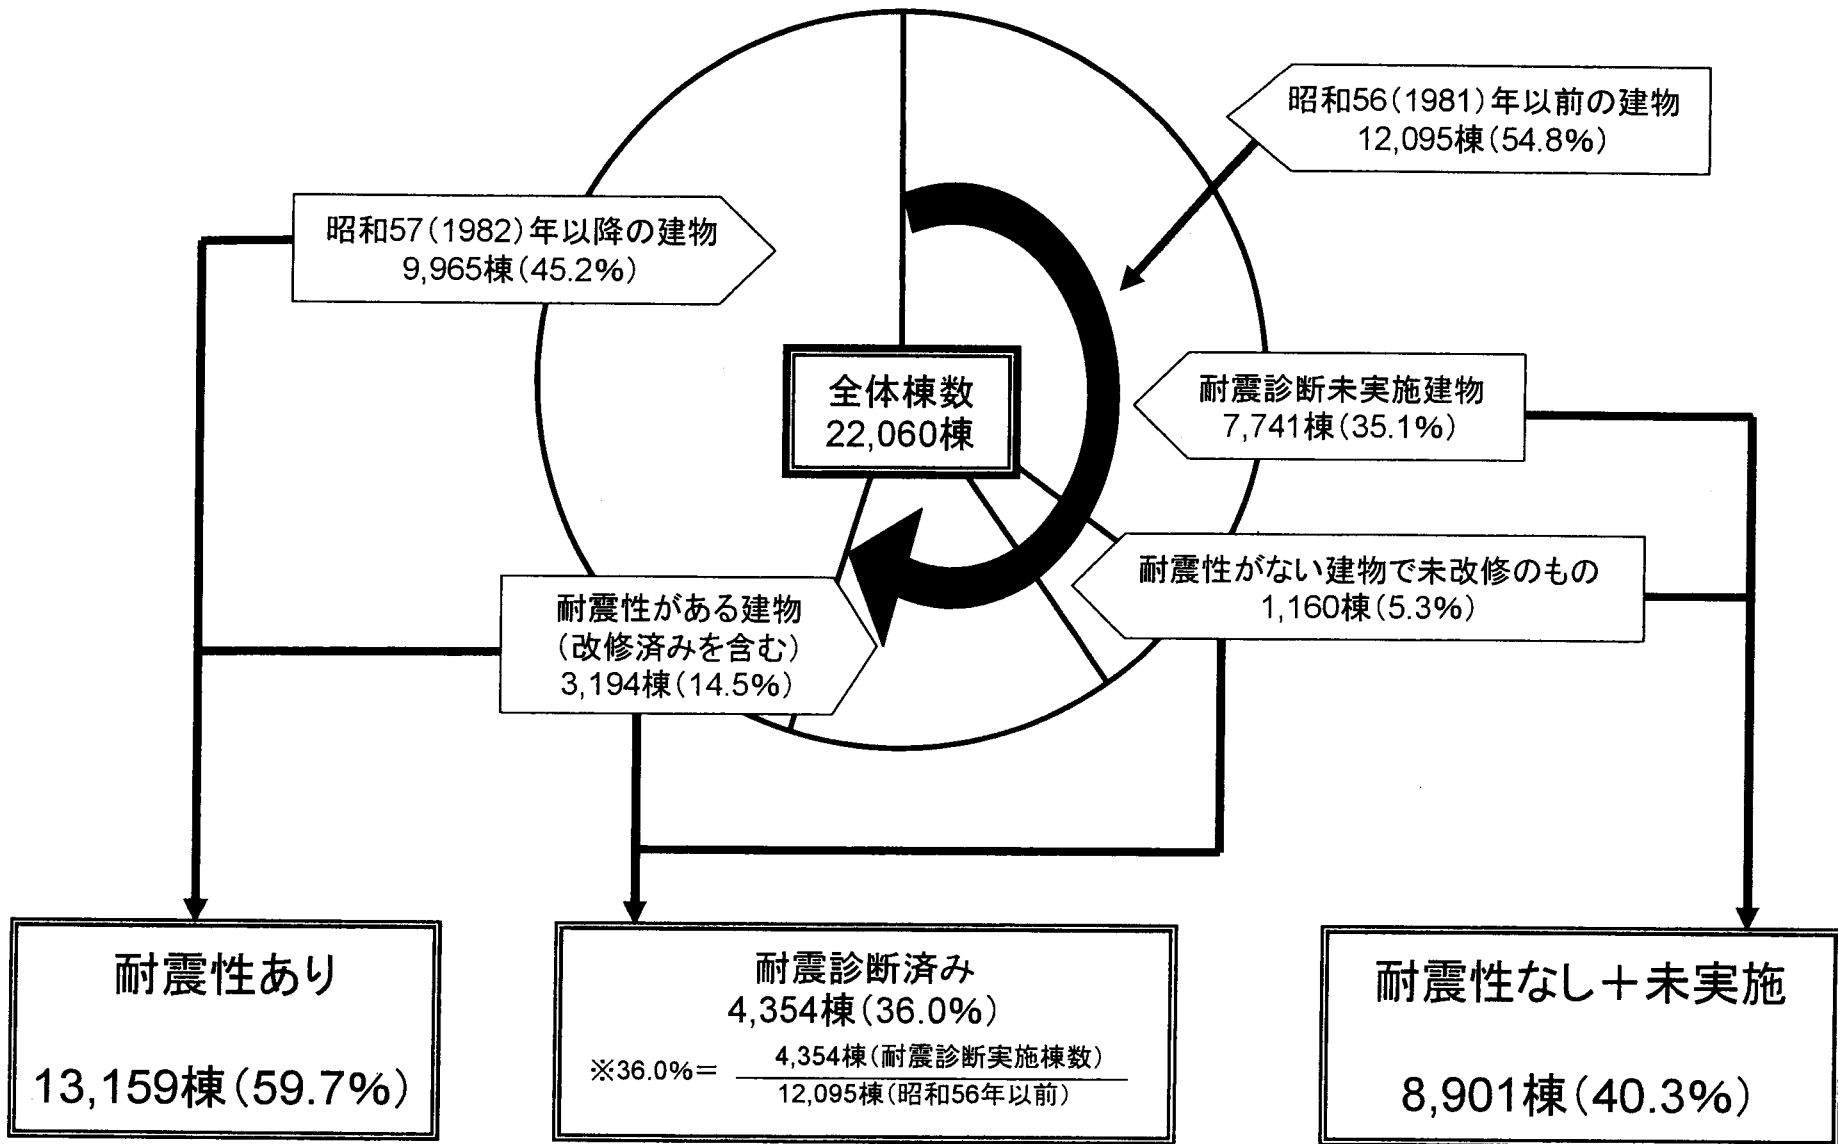 昭和56(1981)年以前の建物
12,095棟(54.8%)
昭和57(1982)年以降の建物
9,965棟(45.2%)
全体棟数
22,060棟
耐震診断未実施建物
7,741棟(35.1%)
耐震性がない建物で未改修のもの
1,160棟(5.3%)
耐震性がある建物
(改修済みを含む)
3,194棟(14.5%)
耐震性あり
13,159棟(59.7%)
耐震診断済み
4,354棟(36.0%)
※36.0%=
4,354棟(耐震診断実施棟数)
12,095棟(昭和56年以前)
耐震性なし+未実施
8,901棟(40.3%)